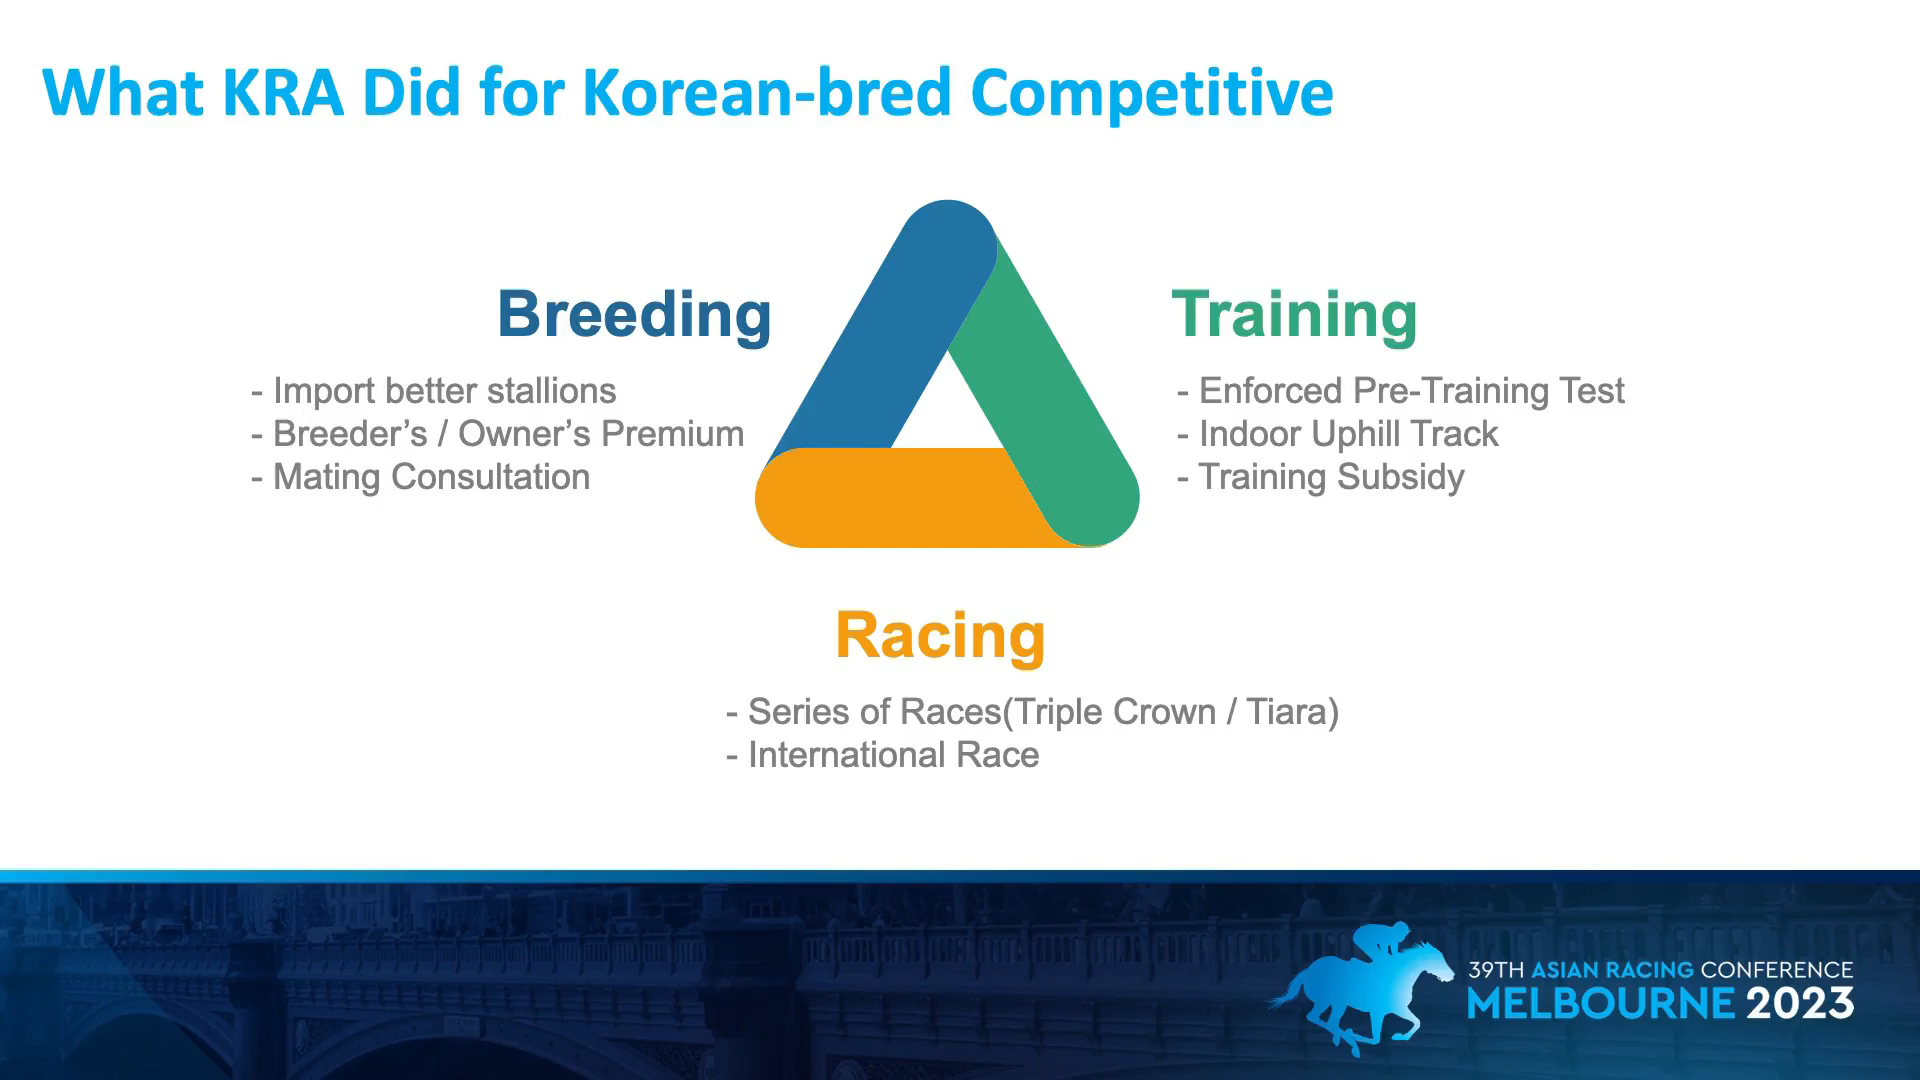 What KRA Did for Korean-bred Competitive
Breeding
- Import better stallions
- Breeder’s / Owner’s Premium
- Mating Consultation
Training
- Enforced Pre-Training Test
- Indoor Uphill Track
- Training Subsidy
Racing
- Series of Races(Triple Crown / Tiara)
- International Race
39TH ASIAN RACING CONFERENCE
MELBOURNE 2023